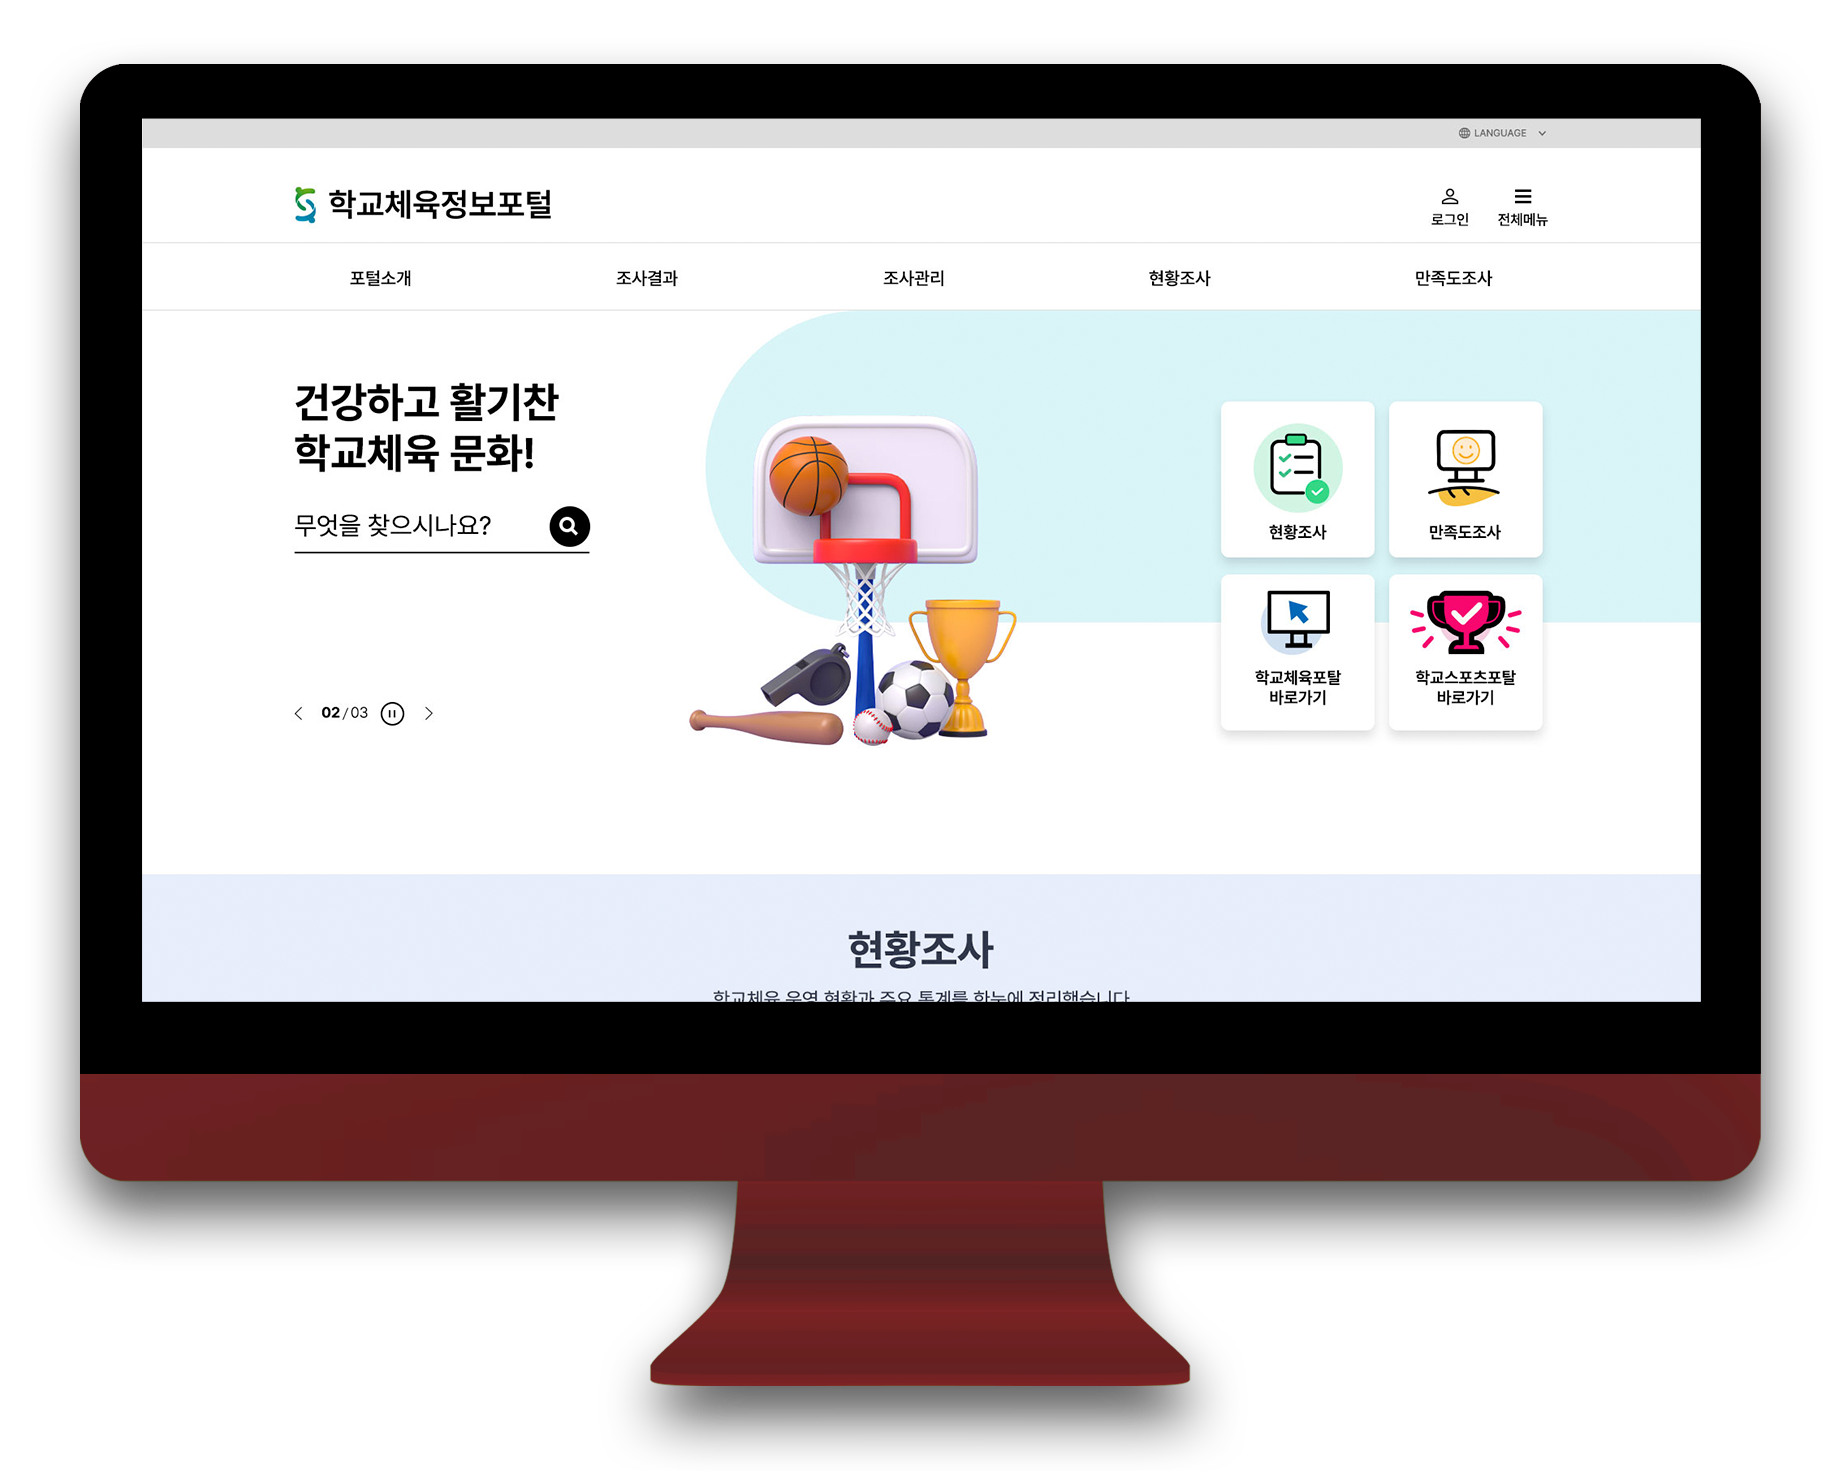 LANGUAGE
학교체육정보포털
로그인
전체메뉴
포털소개
조사결과
조사관리
현황조사
만족도조사
건강하고 활기찬
학교체육 문화!
무엇을 찾으시나요?
02/03
현황조사
만족도조사
학교체육포탈
바로가기
학교스포츠포탈
바로가기
현황조사
학교체육 운영 현황과 주요 통계를 한눈에 정리했습니다